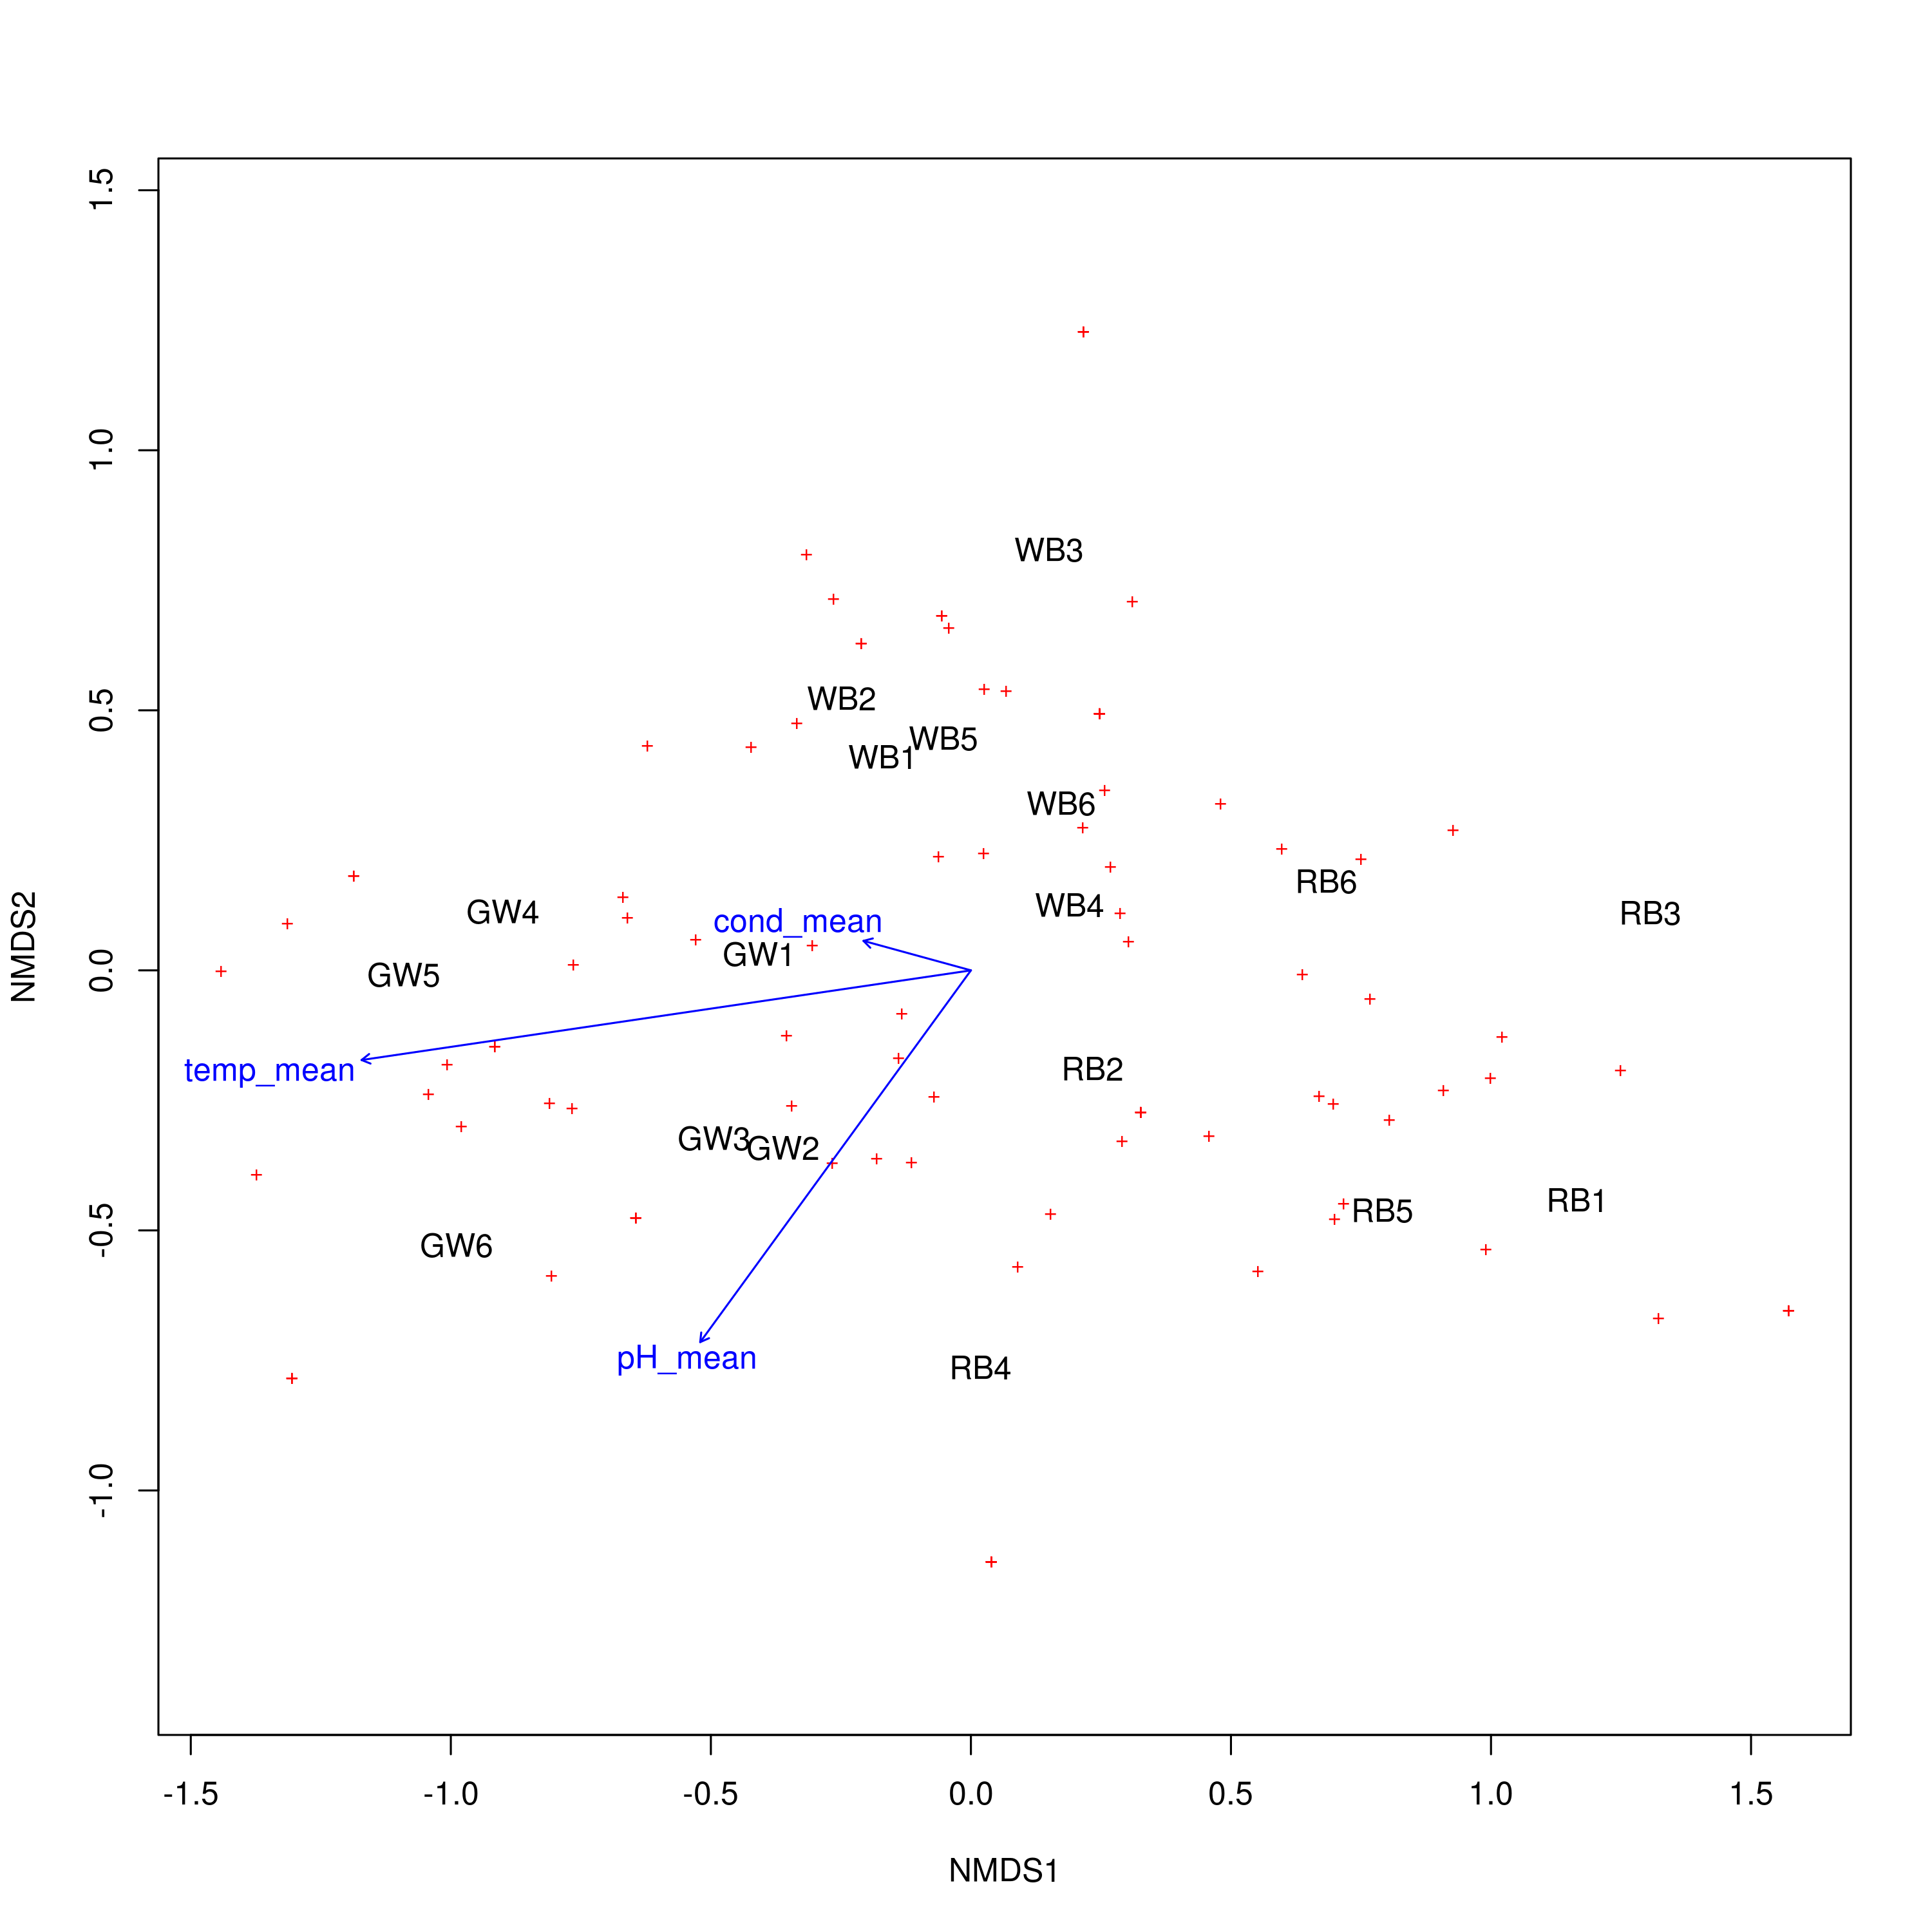 1.5
1.0
WB3
WB2
0.5
WB5
WB1
WB6
RB6
GW4
WB4
RB3
cond_mean
GW1
NMDS2
0.0
GW5
temp_mean
RB2
GW3
GW2
RB1
RB5
-0.5
GW6
pH_mean
RB4
-1.0
-1.5 -1.0 -0.5 0.0 0.5 1.0 1.5
NMDS1